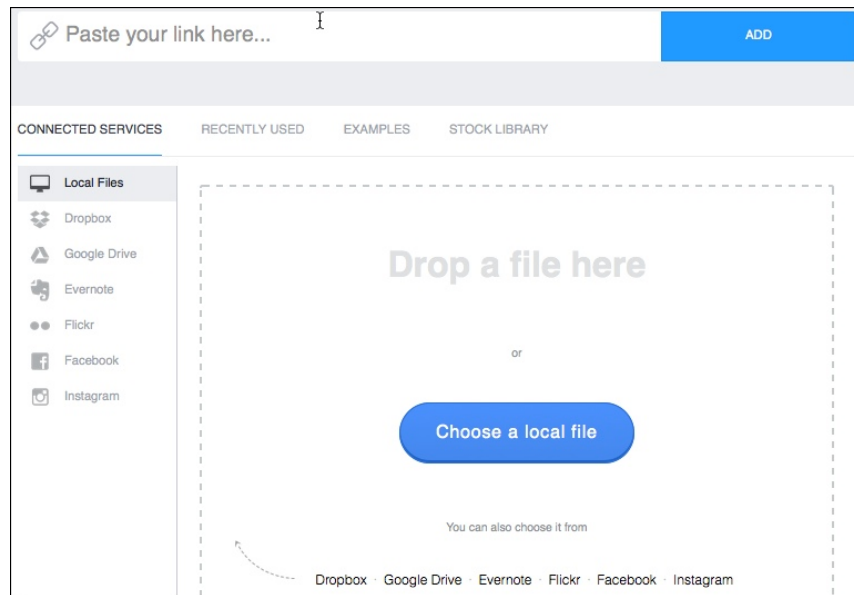 Paste your link here...
ADD
CONNECTED SERVICES RECENTLY USED EXAMPLES STOCK LIBRARY
Local Files
Dropbox
Google Drive
Evernote
Flickr
Facebook
Instagram
Drop a file here
or
Choose a local file
You can also choose it from
Dropbox · Google Drive · Evernote · Flickr · Facebook · Instagram